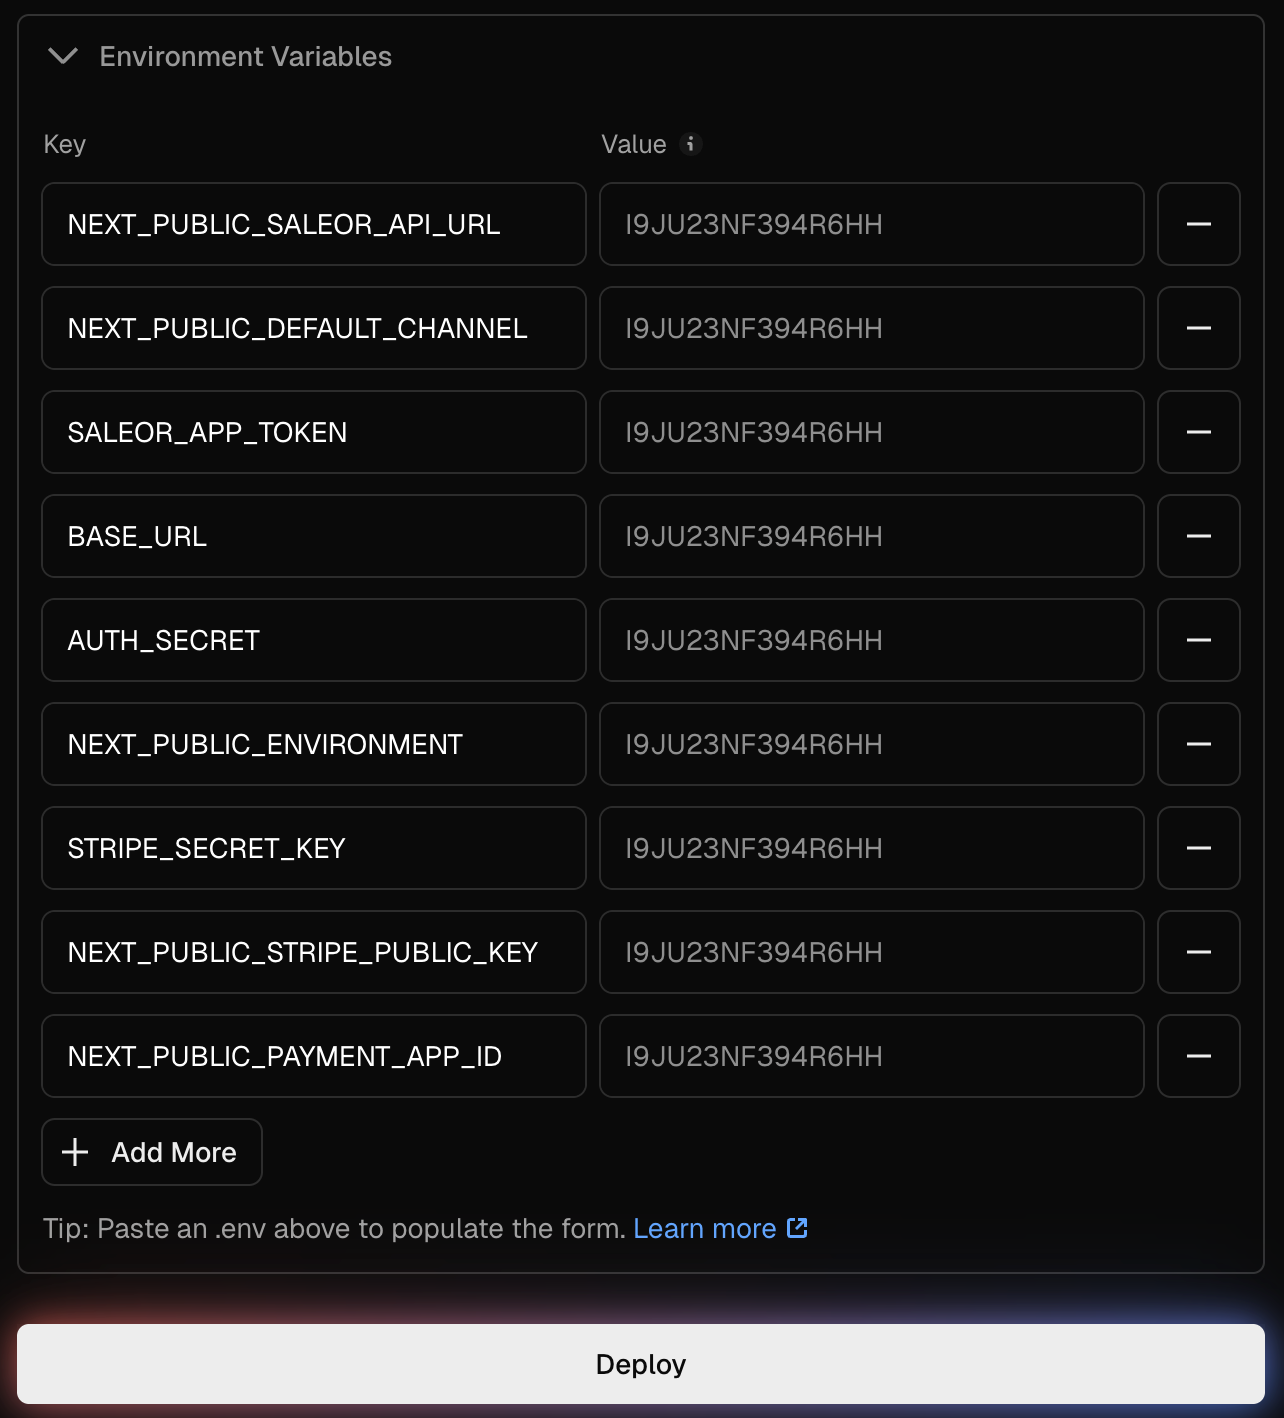 Environment Variables
Key Value
NEXT_PUBLIC_SALEOR_API_URL I9JU23NF394R6HH
NEXT_PUBLIC_DEFAULT_CHANNEL I9JU23NF394R6HH
SALEOR_APP_TOKEN I9JU23NF394R6HH
BASE_URL I9JU23NF394R6HH
AUTH_SECRET I9JU23NF394R6HH
NEXT_PUBLIC_ENVIRONMENT I9JU23NF394R6HH
STRIPE_SECRET_KEY I9JU23NF394R6HH
NEXT_PUBLIC_STRIPE_PUBLIC_KEY I9JU23NF394R6HH
NEXT_PUBLIC_PAYMENT_APP_ID I9JU23NF394R6HH
Add More
Tip: Paste an .env above to populate the form. Learn more
Deploy